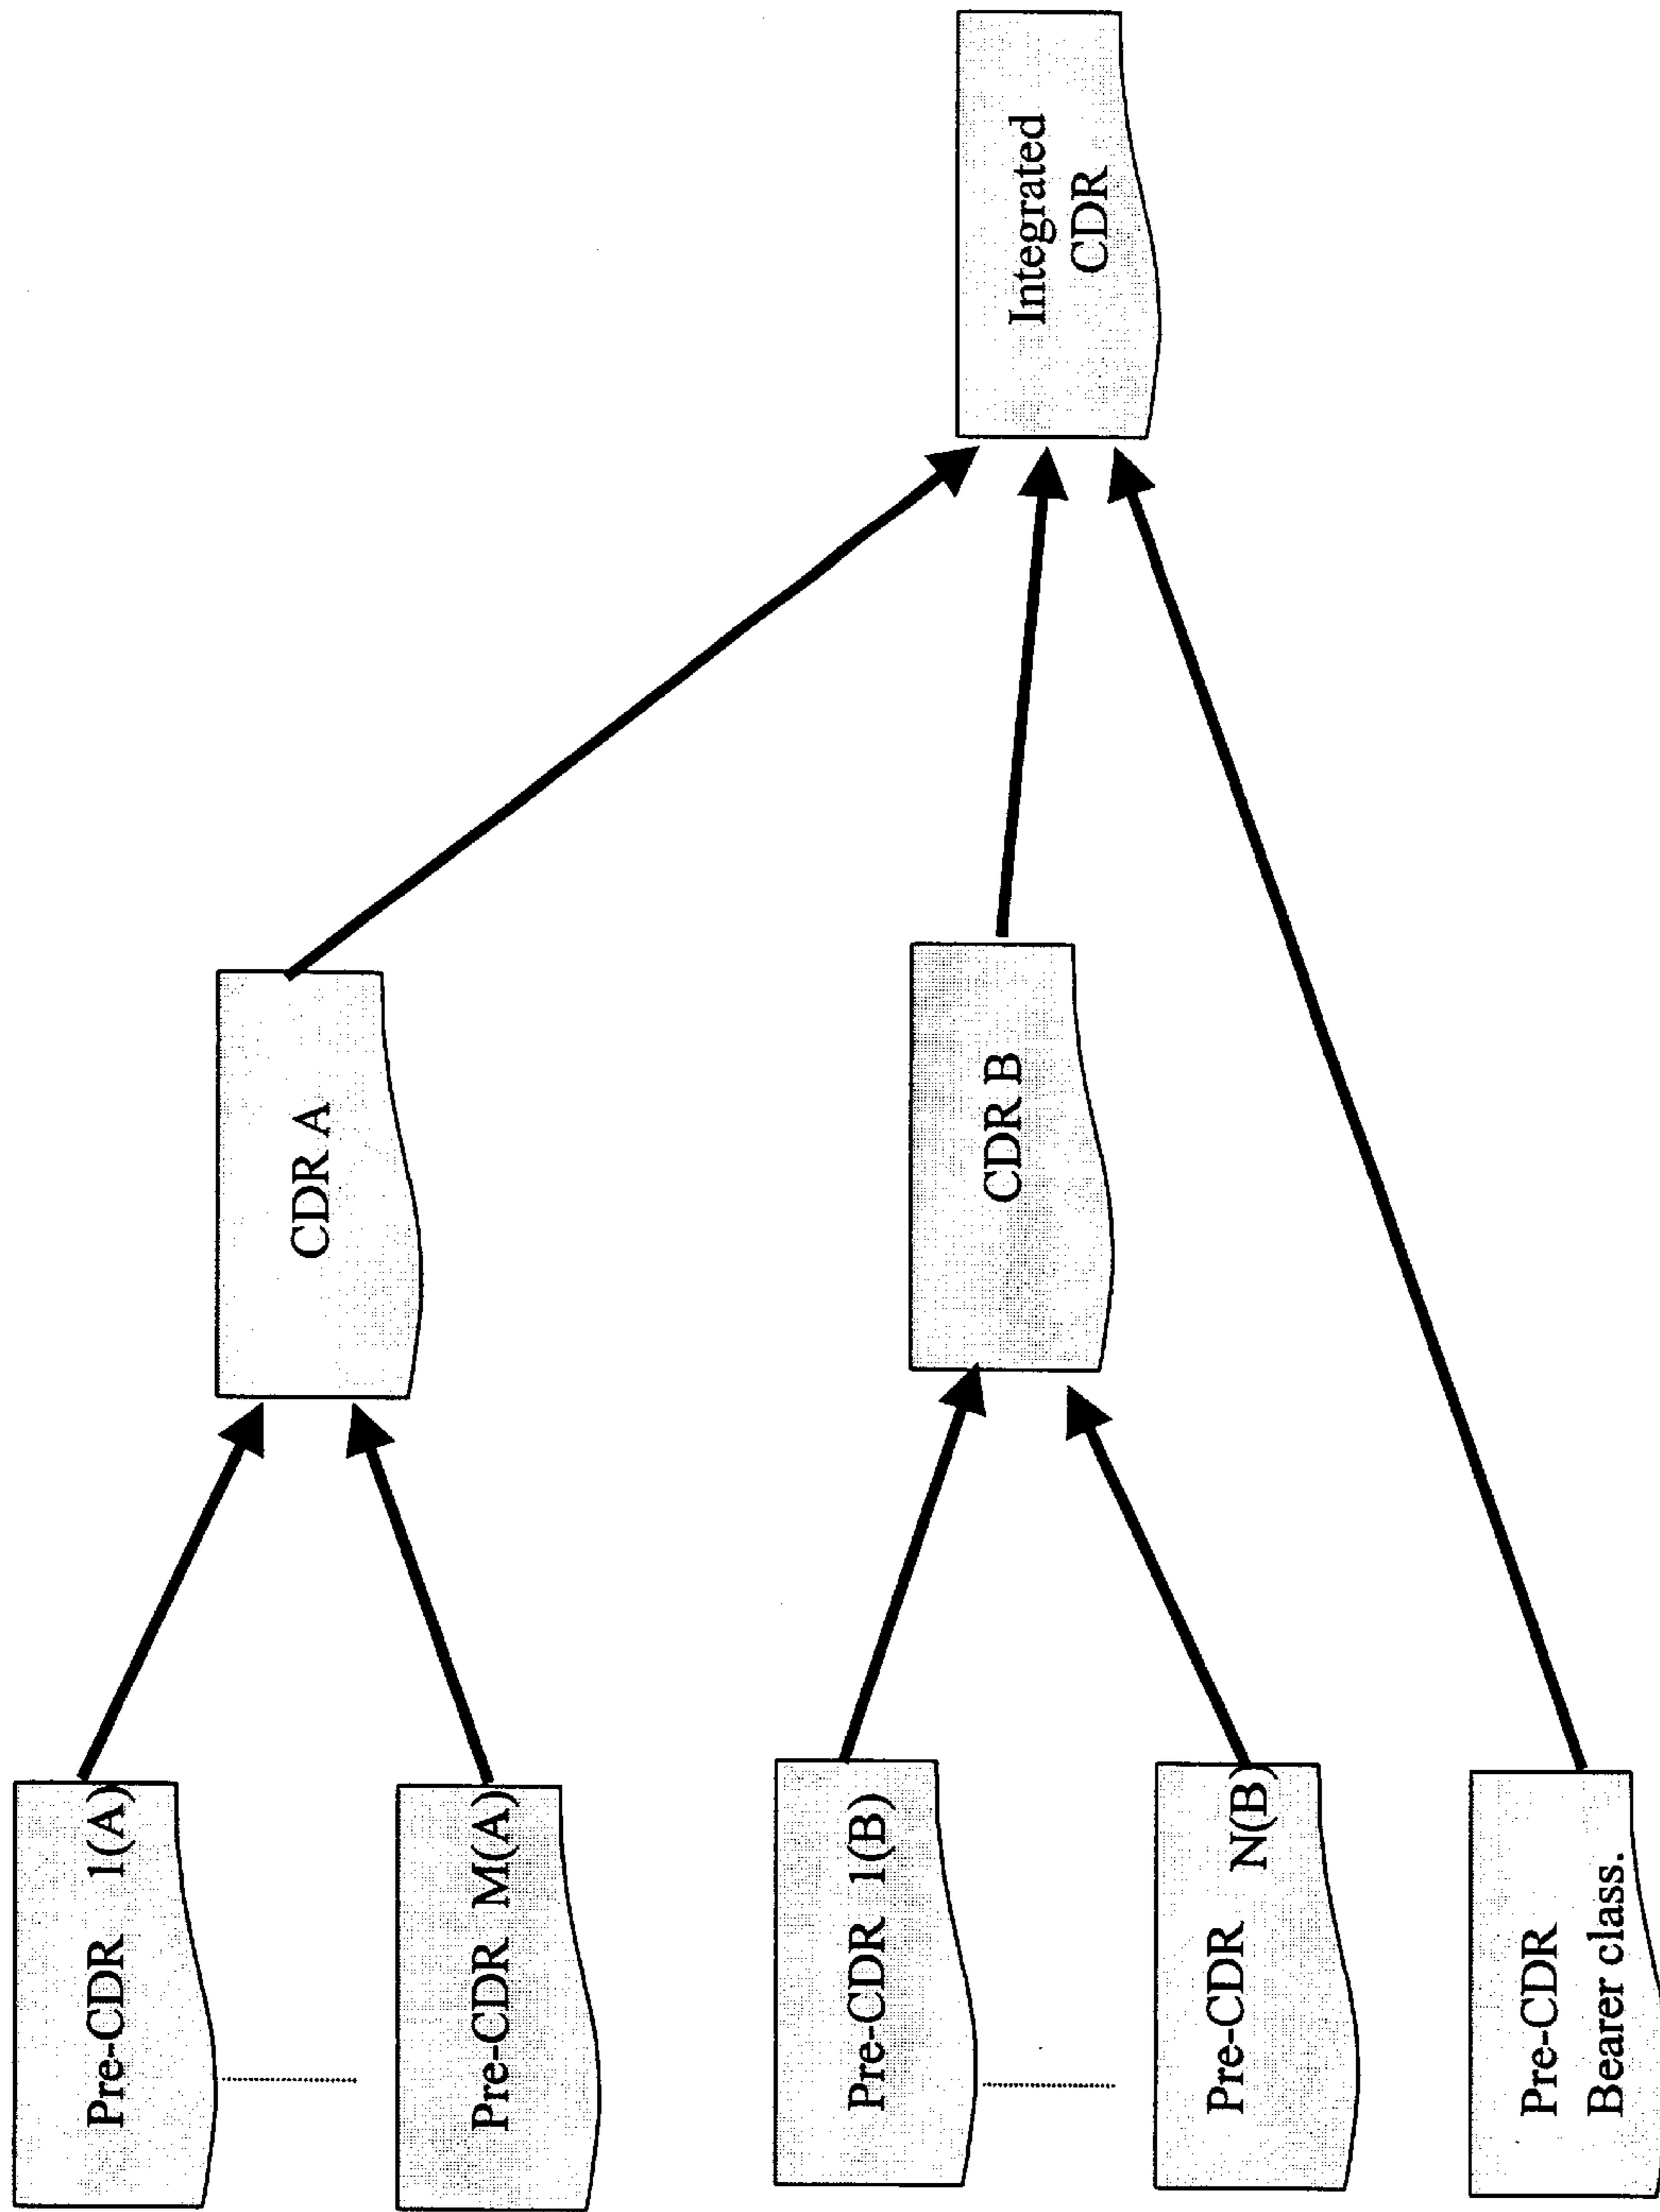 Pre-CDR 1(A)
Pre-CDR M(A)
Pre-CDR 1(B)
Pre-CDR N(B)
Pre-CDR
Bearer class.
CDR A
CDR B
Integrated
CDR